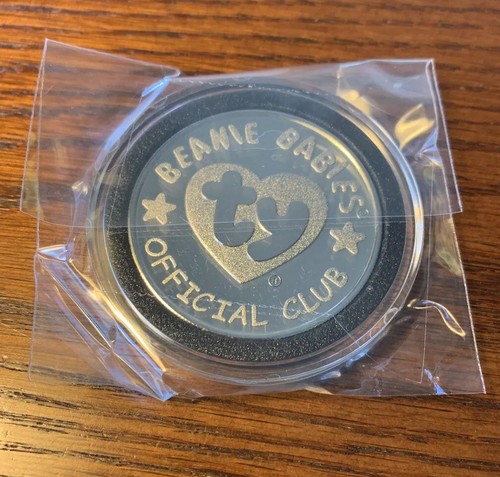 BEANIE BABIES
ty
®
OFFICIAL CLUB